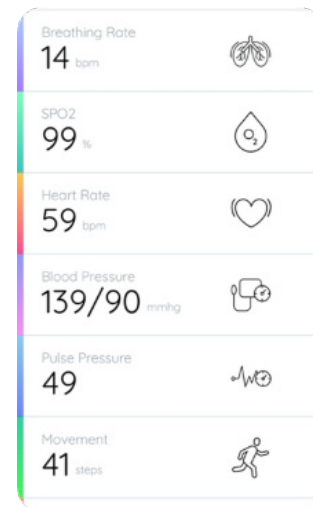 Breathing Rate
14 bpm
SPO2
99 %
O2
Heart Rate
59 bpm
Blood Pressure
139/90 mmhg
Pulse Pressure
49
Movement
41 steps